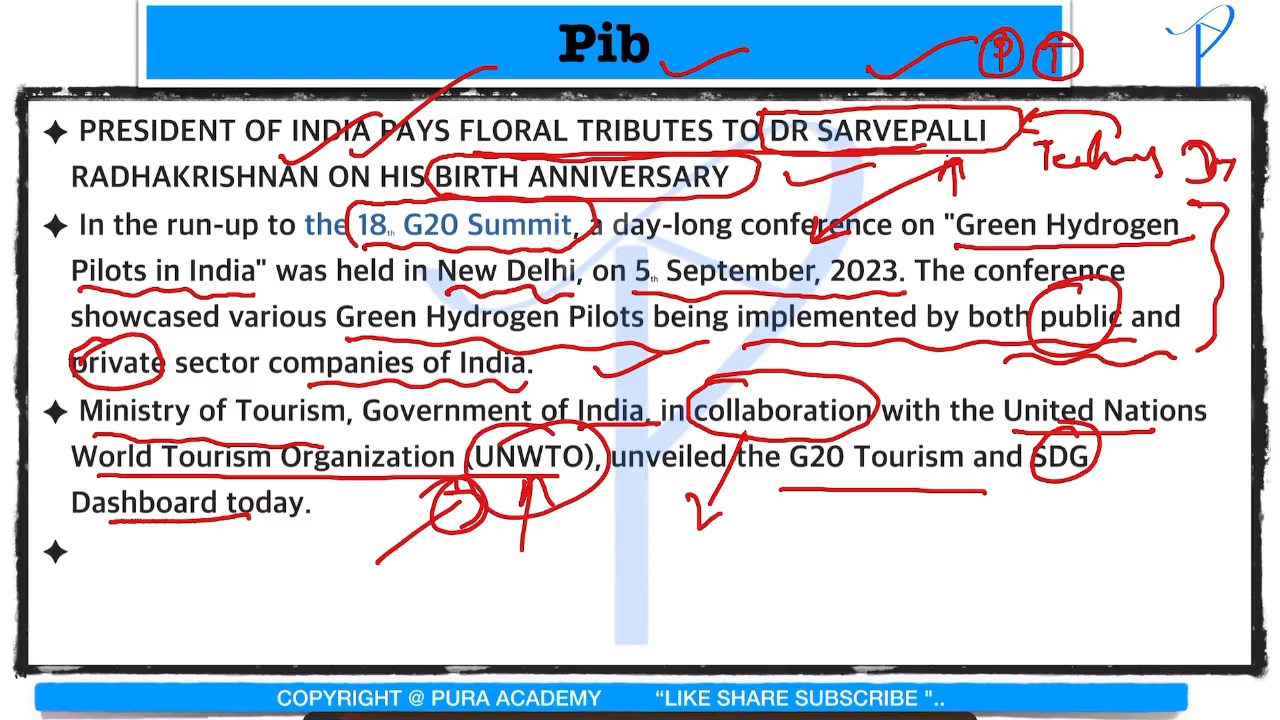 Pib
P T
✦ PRESIDENT OF INDIA PAYS FLORAL TRIBUTES TO DR SARVEPALLI
RADHAKRISHNAN ON HIS BIRTH ANNIVERSARY
✦ In the run-up to the 18th G20 Summit, a day-long conference on "Green Hydrogen
Pilots in India" was held in New Delhi, on 5th September, 2023. The conference
showcased various Green Hydrogen Pilots being implemented by both public and
private sector companies of India.
✦ Ministry of Tourism, Government of India, in collaboration with the United Nations
World Tourism Organization (UNWTO), unveiled the G20 Tourism and SDG
Dashboard today.
✦
COPYRIGHT @ PURA ACADEMY "LIKE SHARE SUBSCRIBE "..